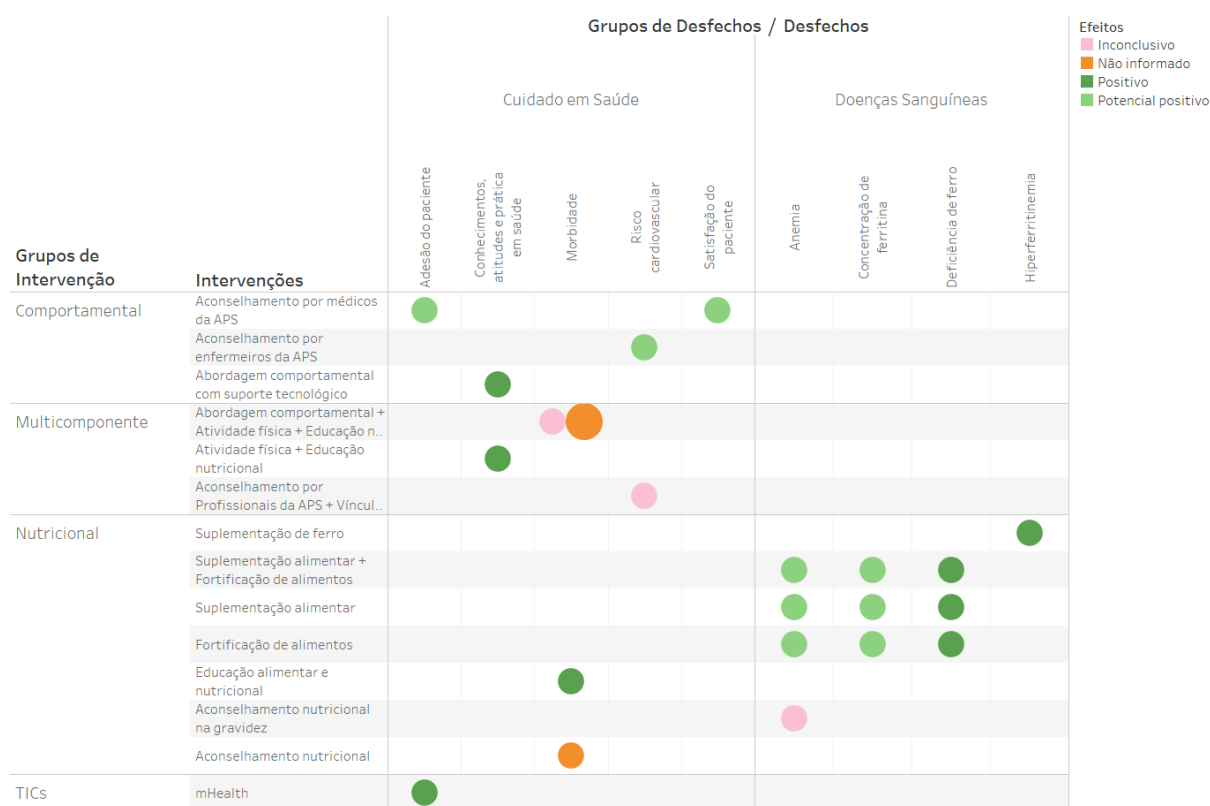 Grupos de Desfechos / Desfechos
Efeitos
Inconclusivo
Não informado
Positivo
Potencial positivo
Cuidado em Saúde
Doenças Sanguíneas
Adesão do paciente
Conhecimentos,
atitudes e prática
em saúde
Morbidade
Risco
cardiovascular
Satisfação do
paciente
Anemia
Concentração de
ferritina
Deficiência de ferro
Hiperferritinemia
Grupos de
Intervenção
Intervenções
Comportamental
Aconselhamento por médicos
da APS
Aconselhamento por
enfermeiros da APS
Abordagem comportamental
com suporte tecnológico
Multicomponente
Abordagem comportamental +
Atividade física + Educação n..
Atividade física + Educação
nutricional
Aconselhamento por
Profissionais da APS + Víncul..
Nutricional
Suplementação de ferro
Suplementação alimentar +
Fortificação de alimentos
Suplementação alimentar
Fortificação de alimentos
Educação alimentar e
nutricional
Aconselhamento nutricional
na gravidez
Aconselhamento nutricional
TICs
mHealth